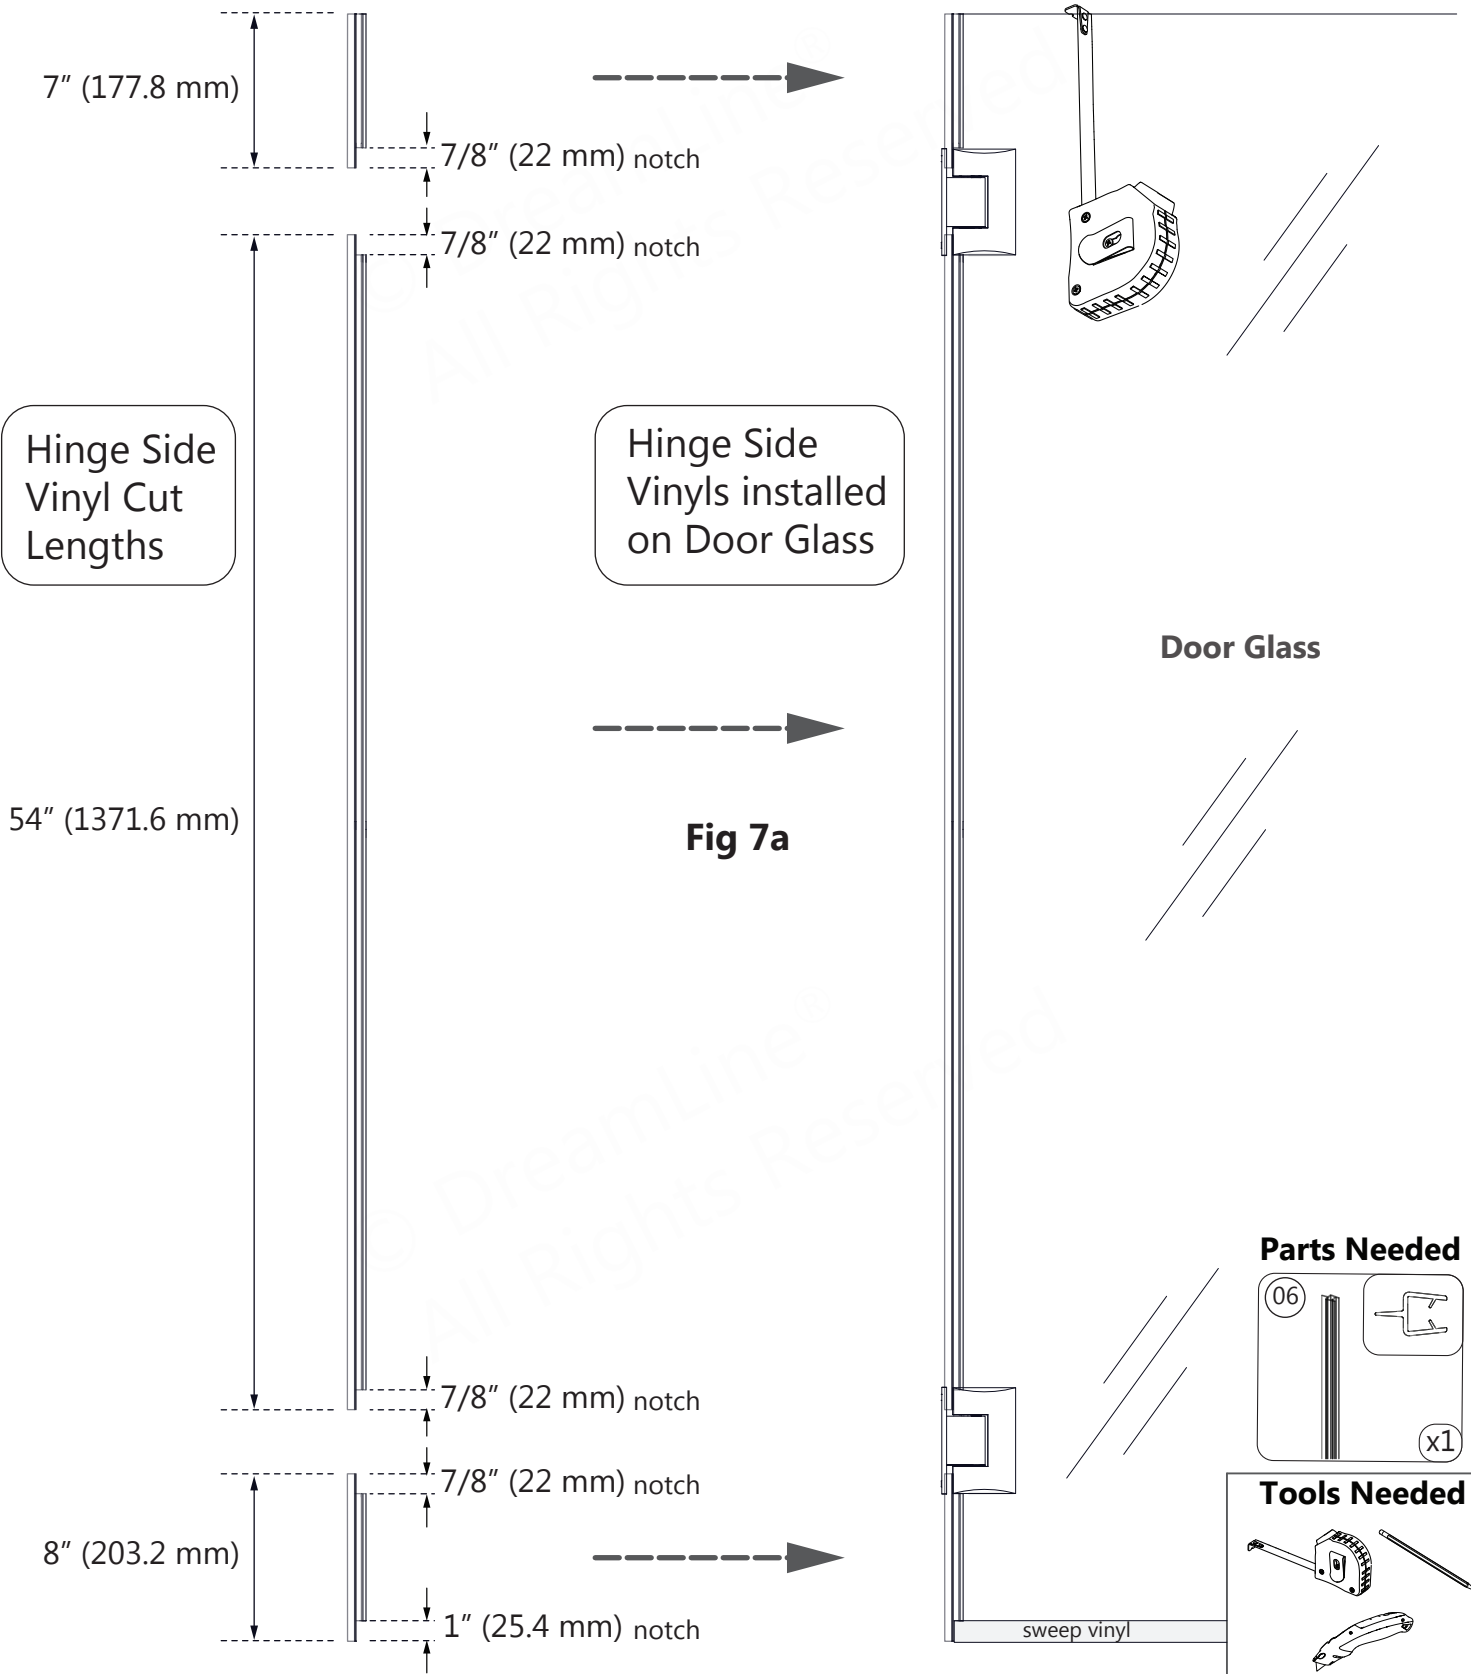 7" (177.8 mm)
7/8" (22 mm) notch
7/8" (22 mm) notch
© DreamLine®
All Rights Reserved
Hinge Side
Vinyl Cut
Lengths
Hinge Side
Vinyls installed
on Door Glass
Door Glass
54" (1371.6 mm)
Fig 7a
© DreamLine®
All Rights Reserved
Parts Needed
06
x1
7/8" (22 mm) notch
7/8" (22 mm) notch
Tools Needed
8" (203.2 mm)
1" (25.4 mm) notch
sweep vinyl